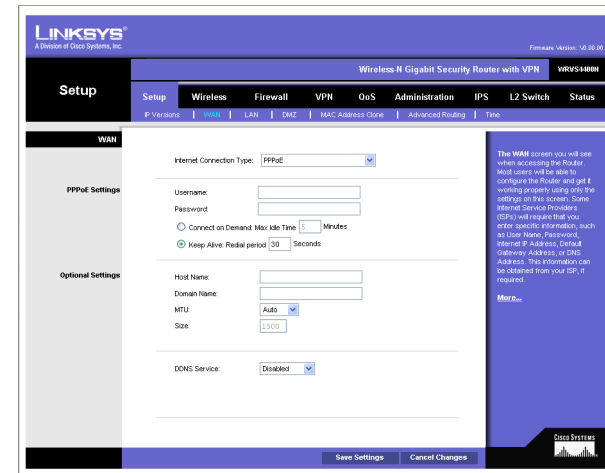 LINKSYS®
A Division of Cisco Systems, Inc.
Firmware Version: V0.00.06
Wireless-N Gigabit Security Router with VPN WRVS4400N
Setup
Setup Wireless Firewall VPN QoS Administration IPS L2 Switch Status
IP Versions | WAN | LAN | DMZ | MAC Address Clone | Advanced Routing | Time
WAN
Internet Connection Type: PPPoE
PPPoE Settings
Username:
Password:
Connect on Demand: Max Idle Time 5 Minutes
Keep Alive: Redial period 30 Seconds
Optional Settings
Host Name:
Domain Name:
MTU: Auto
Size: 1500
DDNS Service: Disabled
The WAN screen you will see
when accessing the Router.
Most users will be able to
configure the Router and get it
working properly using only the
settings on this screen. Some
Internet Service Providers
(ISPs) will require that you
enter specific information, such
as User Name, Password,
Internet IP Address, Default
Gateway Address, or DNS
Address. This information can
be obtained from your ISP, if
required.
More...
Save Settings Cancel Changes
CISCO SYSTEMS